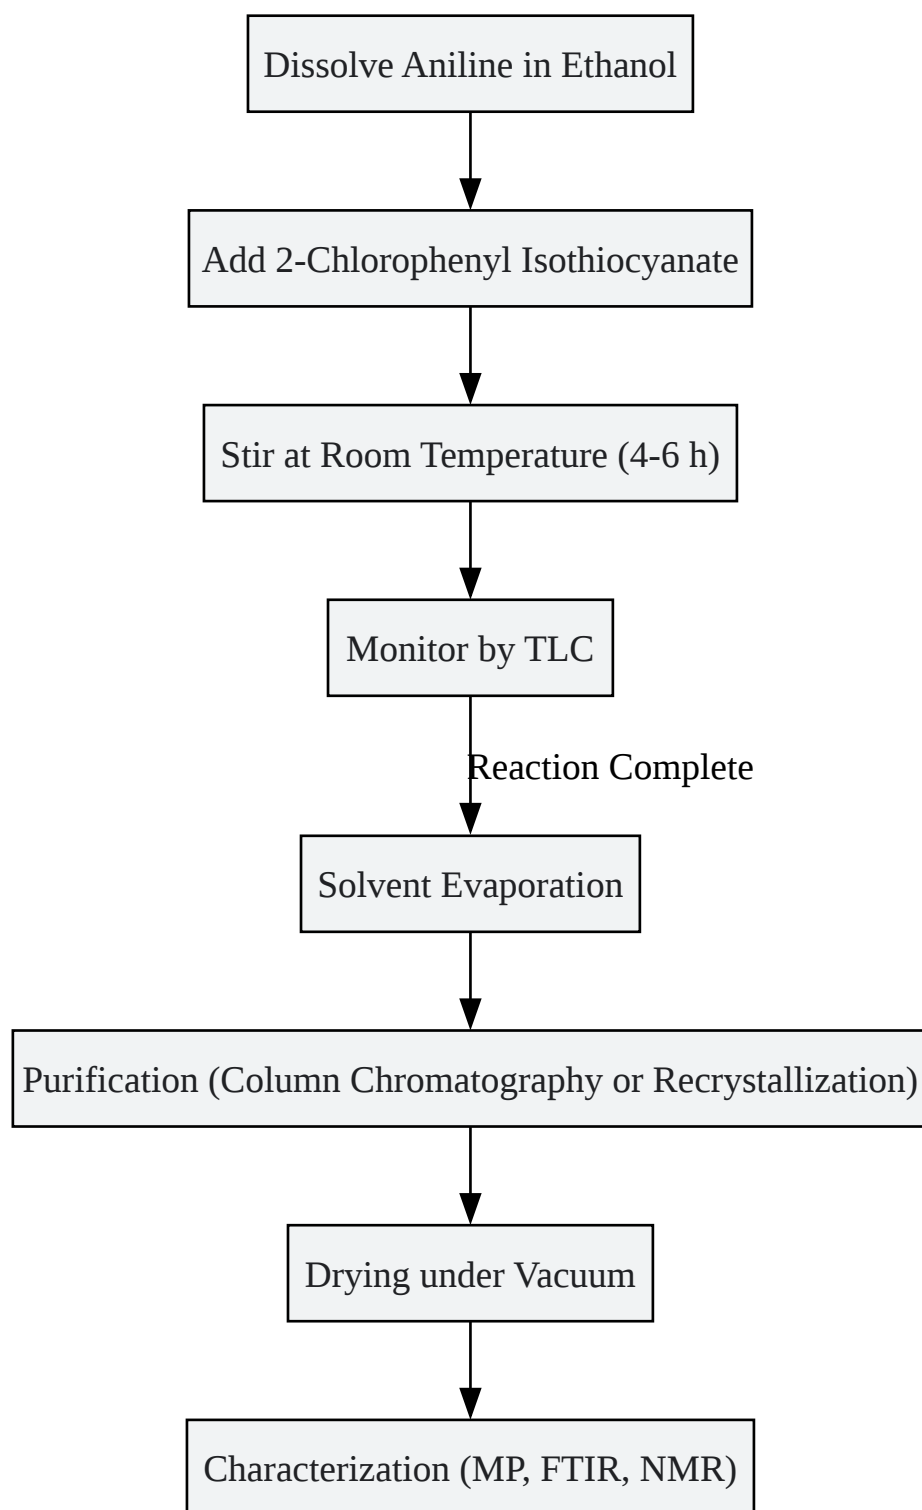 Dissolve Aniline in Ethanol
Add 2-Chlorophenyl Isothiocyanate
Stir at Room Temperature (4-6 h)
Monitor by TLC
Reaction Complete
Solvent Evaporation
Purification (Column Chromatography or Recrystallization)
Drying under Vacuum
Characterization (MP, FTIR, NMR)